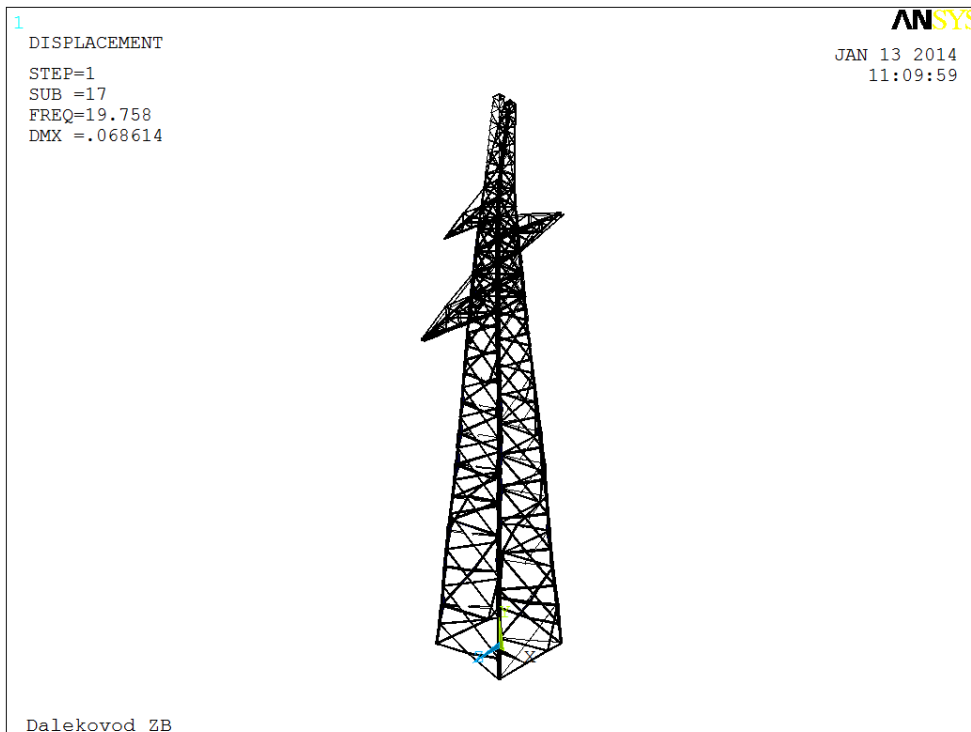 1
DISPLACEMENT
STEP=1
SUB =17
FREQ=19.758
DMX =.068614
ANSYS
JAN 13 2014
11:09:59
Y
Z
X
Dalekovod ZB